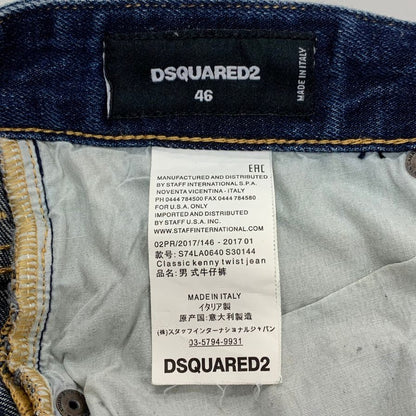 DSQUARED2
46
MADE IN ITALY
EAC
MANUFACTURED AND DISTRIBUTED
BY STAFF INTERNATIONAL S.P.A.
NOVENTA VICENTINA - ITALY
PH 0444 784500 FAX 0444 784580
FOR U.S.A. ONLY
IMPORTED AND DISTRIBUTED
BY STAFF INTERNATIONAL
WWW.STAFFINTERNATIONAL.COM
02PR/2017/146 - 2017 01
款号: S74LA0640 S30144
Classic kenny twist jean
品名: 男 式 牛仔裤
MADE IN ITALY
イタリア製
原产国: 意大利製造
(株) スタッフインターナショナルジャパン
03-5794-9931
DSQUARED2